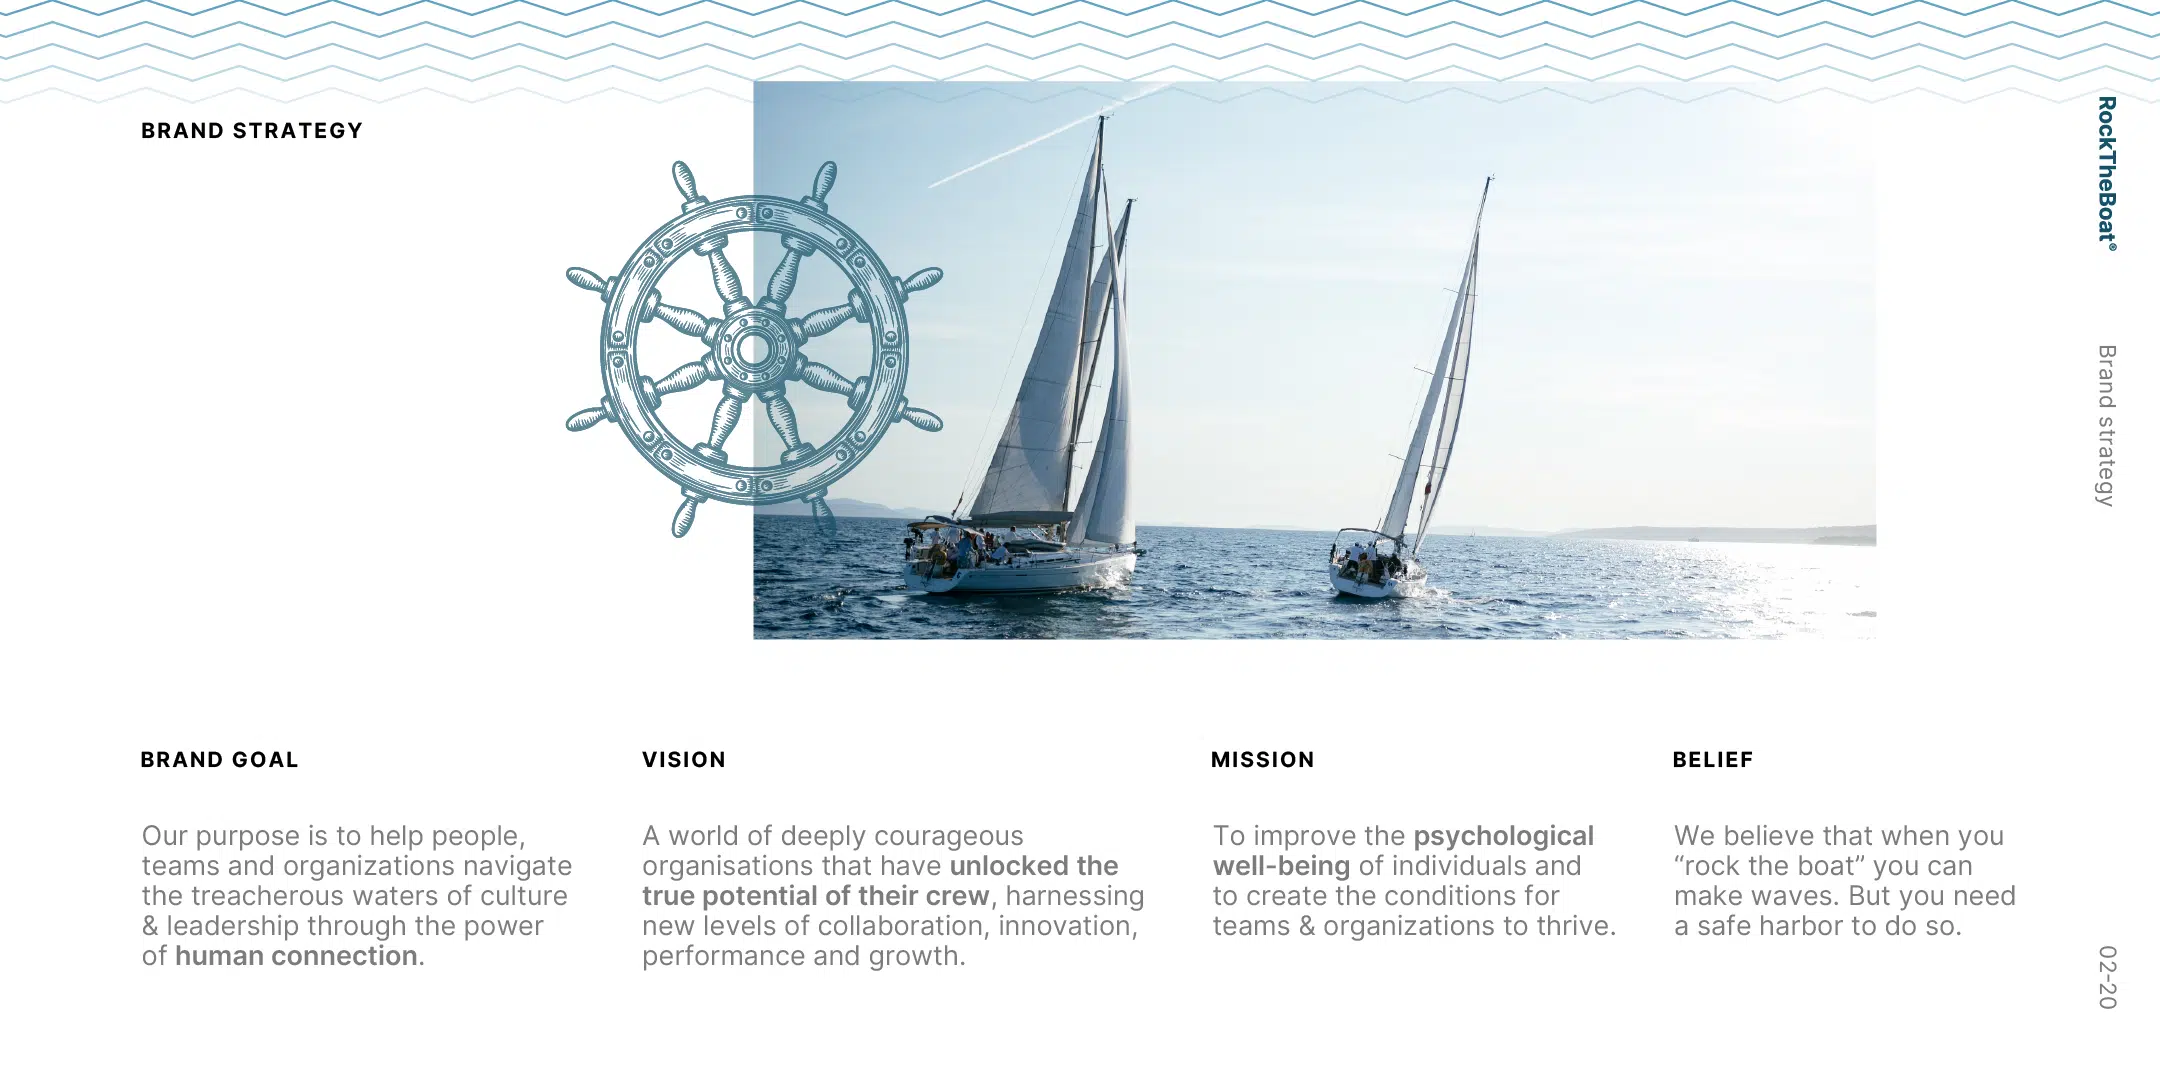 BRAND STRATEGY
RockTheBoat®
Brand strategy
BRAND GOAL
Our purpose is to help people,
teams and organizations navigate
the treacherous waters of culture
& leadership through the power
of human connection.
VISION
A world of deeply courageous
organisations that have unlocked the
true potential of their crew, harnessing
new levels of collaboration, innovation,
performance and growth.
MISSION
To improve the psychological
well-being of individuals and
to create the conditions for
teams & organizations to thrive.
BELIEF
We believe that when you
“rock the boat” you can
make waves. But you need
a safe harbor to do so.
02-20